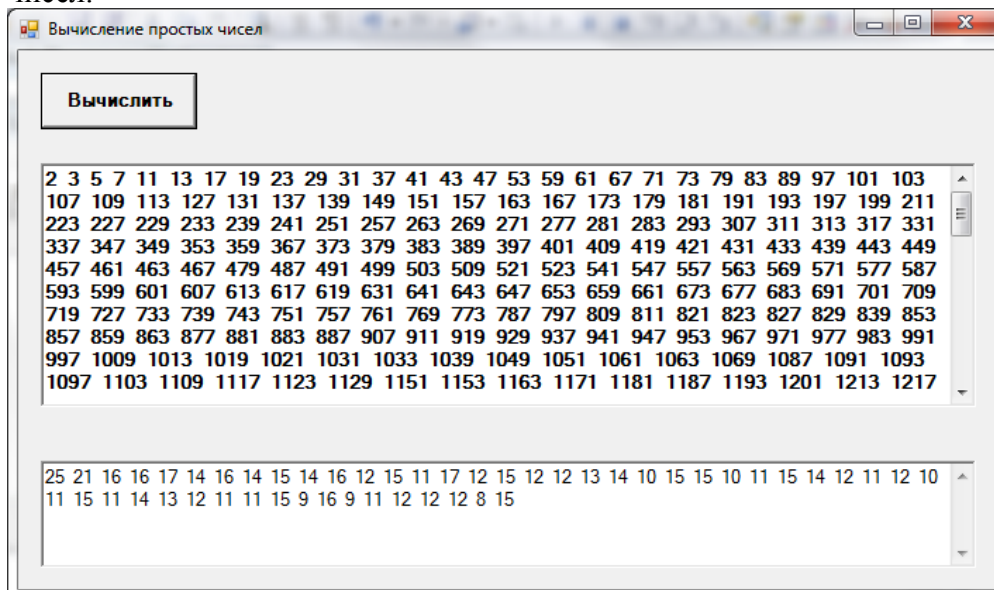 Вычисление простых чисел
Вычислить
2 3 5 7 11 13 17 19 23 29 31 37 41 43 47 53 59 61 67 71 73 79 83 89 97 101 103
107 109 113 127 131 137 139 149 151 157 163 167 173 179 181 191 193 197 199 211
223 227 229 233 239 241 251 257 263 269 271 277 281 283 293 307 311 313 317 331
337 347 349 353 359 367 373 379 383 389 397 401 409 419 421 431 433 439 443 449
457 461 463 467 479 487 491 499 503 509 521 523 541 547 557 563 569 571 577 587
593 599 601 607 613 617 619 631 641 643 647 653 659 661 673 677 683 691 701 709
719 727 733 739 743 751 757 761 769 773 787 797 809 811 821 823 827 829 839 853
857 859 863 877 881 883 887 907 911 919 929 937 941 947 953 967 971 977 983 991
997 1009 1013 1019 1021 1031 1033 1039 1049 1051 1061 1063 1069 1087 1091 1093
1097 1103 1109 1117 1123 1129 1151 1153 1163 1171 1181 1187 1193 1201 1213 1217
25 21 16 16 17 14 16 14 15 14 16 12 15 11 17 12 15 12 12 13 14 10 15 15 10 11 15 14 12 11 12 10
11 15 11 14 13 12 11 11 15 9 16 9 11 12 12 12 8 15